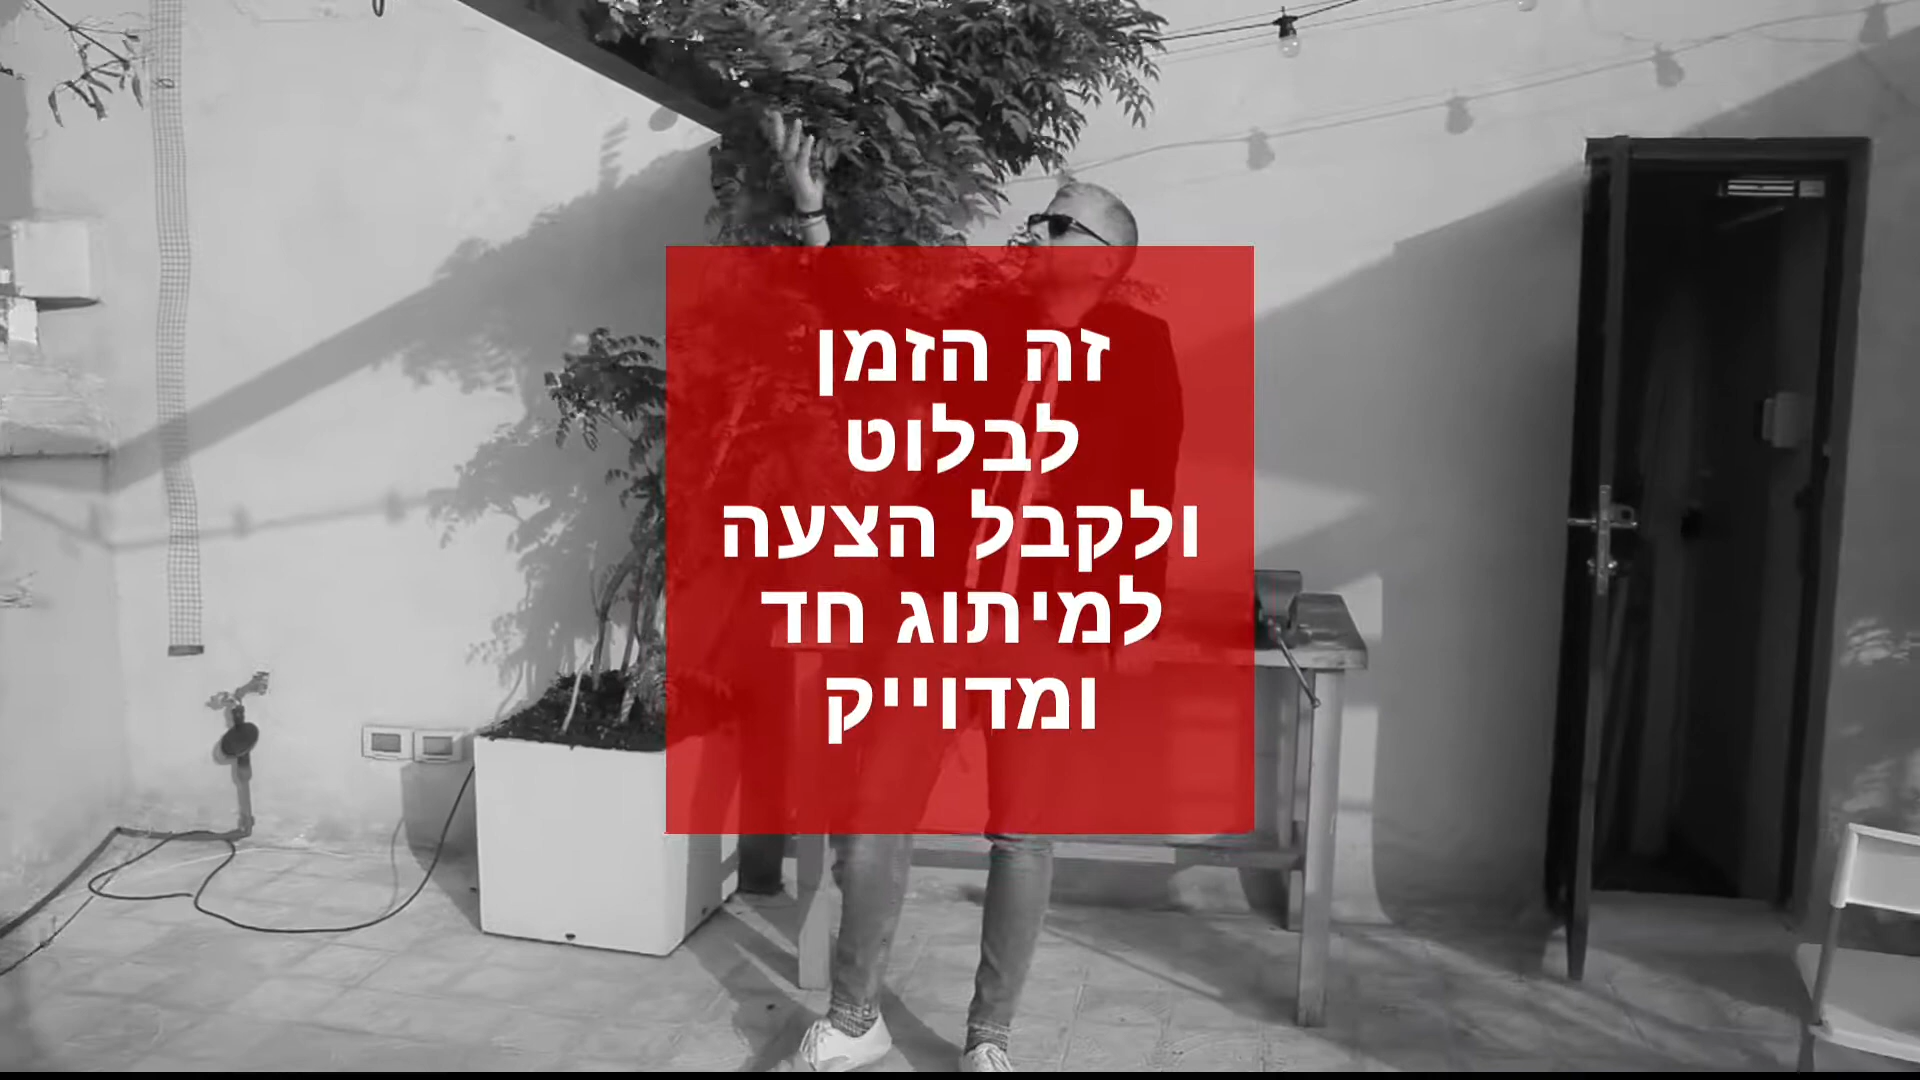 זה הזמן
לבלוט
ולקבל הצעה
למיתוג חד
ומדוייק